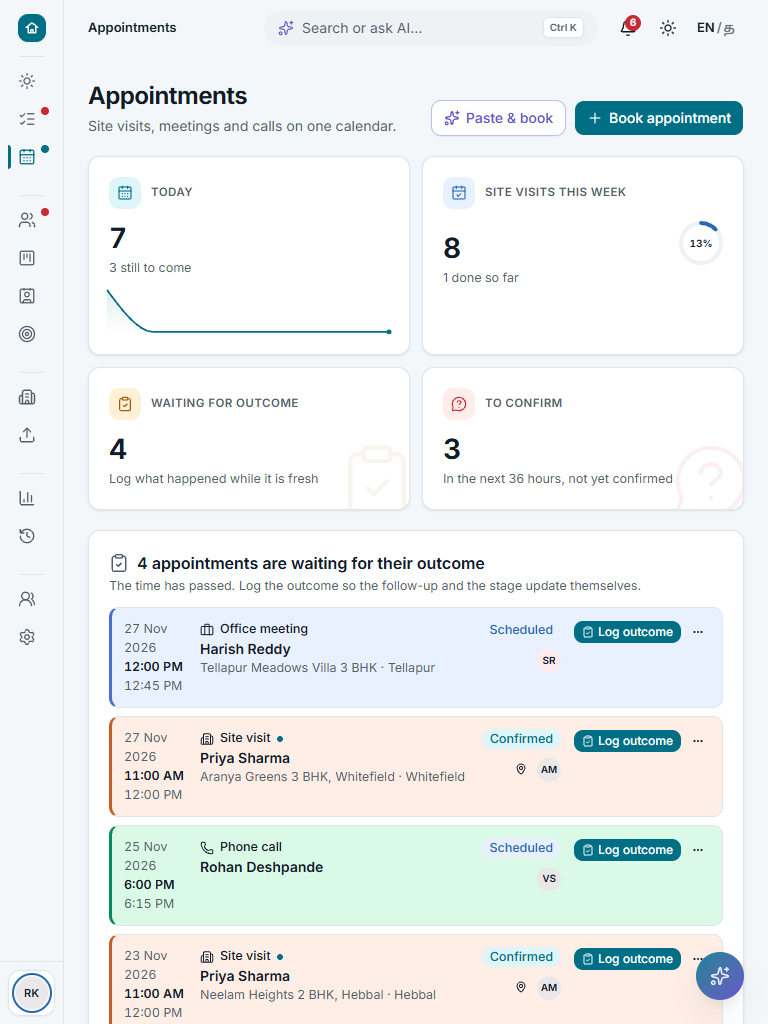 Appointments
Search or ask AI...
Ctrl K
6
EN / த
Appointments
Site visits, meetings and calls on one calendar.
Paste & book
Book appointment
TODAY
7
3 still to come
SITE VISITS THIS WEEK
8
1 done so far
13%
WAITING FOR OUTCOME
4
Log what happened while it is fresh
TO CONFIRM
3
In the next 36 hours, not yet confirmed
4 appointments are waiting for their outcome
The time has passed. Log the outcome so the follow-up and the stage update themselves.
27 Nov
2026
12:00 PM
12:45 PM
Office meeting
Harish Reddy
Tellapur Meadows Villa 3 BHK · Tellapur
Scheduled
SR
Log outcome
27 Nov
2026
11:00 AM
12:00 PM
Site visit
Priya Sharma
Aranya Greens 3 BHK, Whitefield · Whitefield
Confirmed
AM
Log outcome
25 Nov
2026
6:00 PM
6:15 PM
Phone call
Rohan Deshpande
Scheduled
VS
Log outcome
23 Nov
2026
11:00 AM
12:00 PM
Site visit
Priya Sharma
Neelam Heights 2 BHK, Hebbal · Hebbal
Confirmed
AM
Log outcome
RK